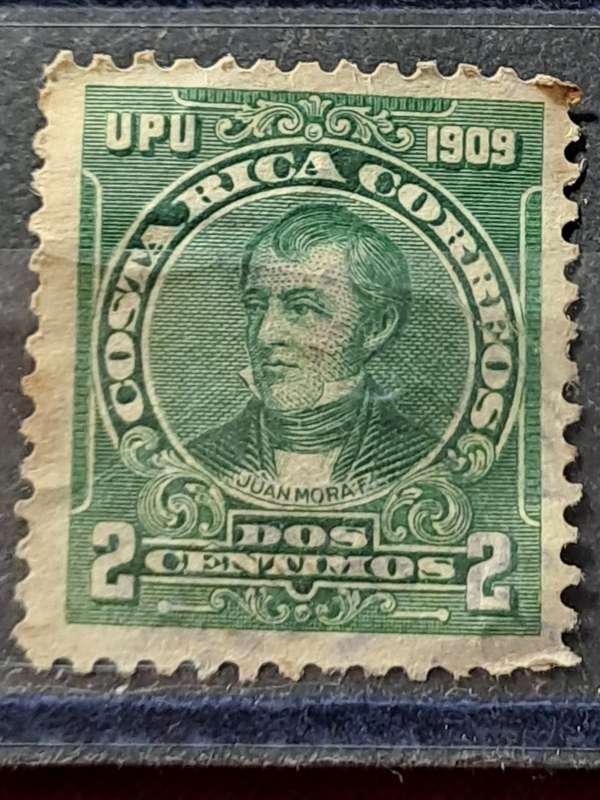 UPU 1909
COSTA RICA CORREOS
JUAN MORA F.
2 DOS 2
CENTIMOS